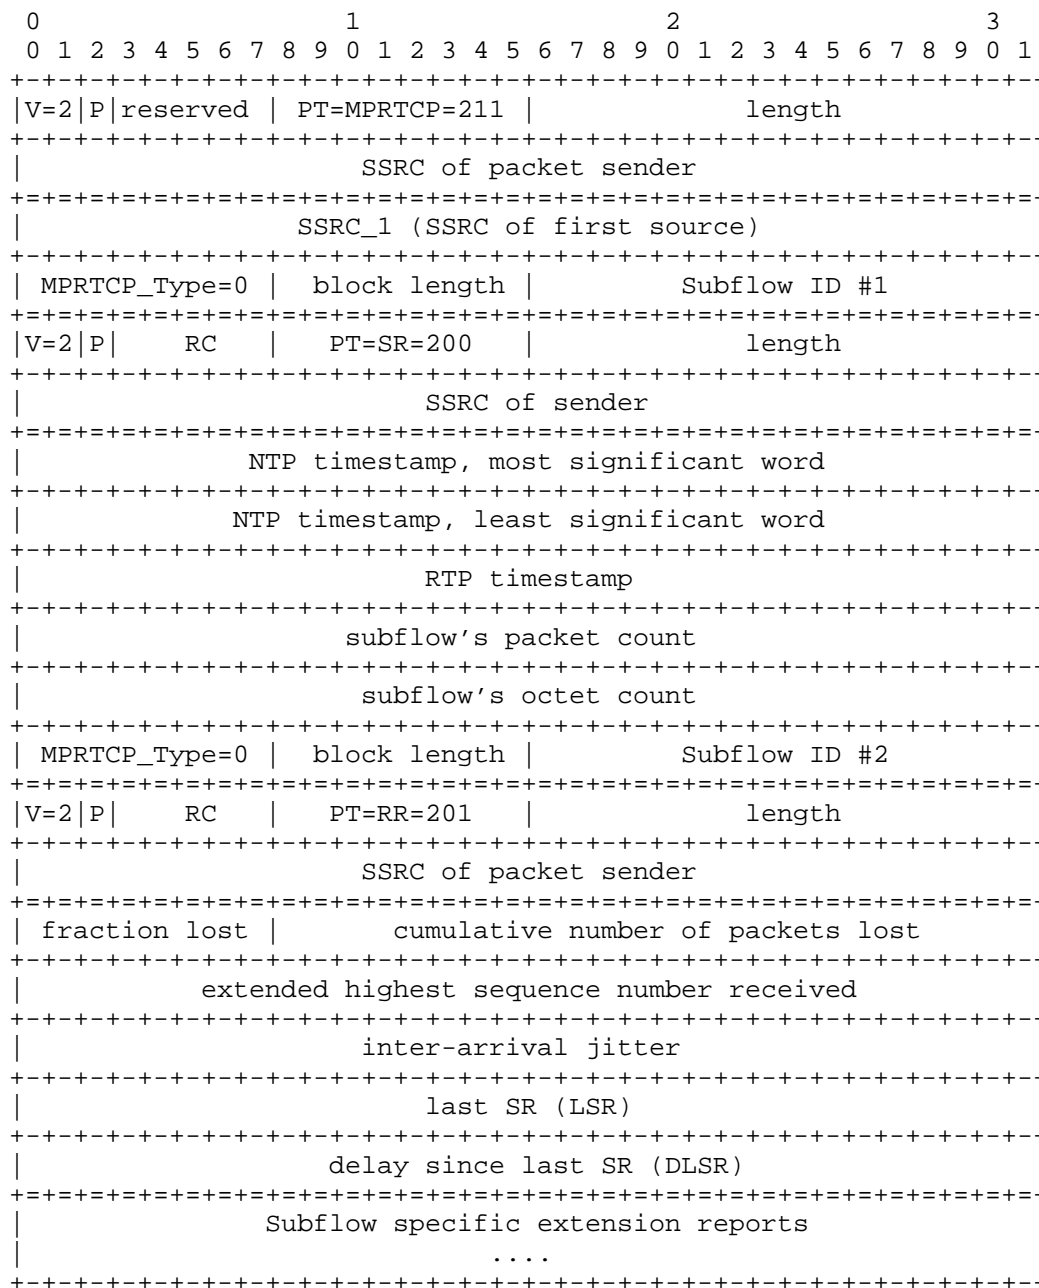 0                   1                   2                   3
 0 1 2 3 4 5 6 7 8 9 0 1 2 3 4 5 6 7 8 9 0 1 2 3 4 5 6 7 8 9 0 1
+-+-+-+-+-+-+-+-+-+-+-+-+-+-+-+-+-+-+-+-+-+-+-+-+-+-+-+-+-+-+-+-
|V=2|P|reserved | PT=MPRTCP=211 |             length
+-+-+-+-+-+-+-+-+-+-+-+-+-+-+-+-+-+-+-+-+-+-+-+-+-+-+-+-+-+-+-+-
|                     SSRC of packet sender
+=+=+=+=+=+=+=+=+=+=+=+=+=+=+=+=+=+=+=+=+=+=+=+=+=+=+=+=+=+=+=+=-
|                 SSRC_1 (SSRC of first source)
+-+-+-+-+-+-+-+-+-+-+-+-+-+-+-+-+-+-+-+-+-+-+-+-+-+-+-+-+-+-+-+-
| MPRTCP_Type=0 |  block length |         Subflow ID #1
+=+=+=+=+=+=+=+=+=+=+=+=+=+=+=+=+=+=+=+=+=+=+=+=+=+=+=+=+=+=+=+=-
|V=2|P|    RC   |   PT=SR=200   |             length
+-+-+-+-+-+-+-+-+-+-+-+-+-+-+-+-+-+-+-+-+-+-+-+-+-+-+-+-+-+-+-+-
|                         SSRC of sender
+=+=+=+=+=+=+=+=+=+=+=+=+=+=+=+=+=+=+=+=+=+=+=+=+=+=+=+=+=+=+=+=-
|              NTP timestamp, most significant word
+-+-+-+-+-+-+-+-+-+-+-+-+-+-+-+-+-+-+-+-+-+-+-+-+-+-+-+-+-+-+-+-
|             NTP timestamp, least significant word
+-+-+-+-+-+-+-+-+-+-+-+-+-+-+-+-+-+-+-+-+-+-+-+-+-+-+-+-+-+-+-+-
|                         RTP timestamp
+-+-+-+-+-+-+-+-+-+-+-+-+-+-+-+-+-+-+-+-+-+-+-+-+-+-+-+-+-+-+-+-
|                    subflow’s packet count
+-+-+-+-+-+-+-+-+-+-+-+-+-+-+-+-+-+-+-+-+-+-+-+-+-+-+-+-+-+-+-+-
|                     subflow’s octet count
+-+-+-+-+-+-+-+-+-+-+-+-+-+-+-+-+-+-+-+-+-+-+-+-+-+-+-+-+-+-+-+-
| MPRTCP_Type=0 |  block length |         Subflow ID #2
+=+=+=+=+=+=+=+=+=+=+=+=+=+=+=+=+=+=+=+=+=+=+=+=+=+=+=+=+=+=+=+=-
|V=2|P|    RC   |   PT=RR=201   |             length
+-+-+-+-+-+-+-+-+-+-+-+-+-+-+-+-+-+-+-+-+-+-+-+-+-+-+-+-+-+-+-+-
|                     SSRC of packet sender
+=+=+=+=+=+=+=+=+=+=+=+=+=+=+=+=+=+=+=+=+=+=+=+=+=+=+=+=+=+=+=+=-
| fraction lost |       cumulative number of packets lost
+-+-+-+-+-+-+-+-+-+-+-+-+-+-+-+-+-+-+-+-+-+-+-+-+-+-+-+-+-+-+-+-
|           extended highest sequence number received
+-+-+-+-+-+-+-+-+-+-+-+-+-+-+-+-+-+-+-+-+-+-+-+-+-+-+-+-+-+-+-+-
|                     inter-arrival jitter
+-+-+-+-+-+-+-+-+-+-+-+-+-+-+-+-+-+-+-+-+-+-+-+-+-+-+-+-+-+-+-+-
|                         last SR (LSR)
+-+-+-+-+-+-+-+-+-+-+-+-+-+-+-+-+-+-+-+-+-+-+-+-+-+-+-+-+-+-+-+-
|                   delay since last SR (DLSR)
+=+=+=+=+=+=+=+=+=+=+=+=+=+=+=+=+=+=+=+=+=+=+=+=+=+=+=+=+=+=+=+=-
|               Subflow specific extension reports
|                             ....
+-+-+-+-+-+-+-+-+-+-+-+-+-+-+-+-+-+-+-+-+-+-+-+-+-+-+-+-+-+-+-+-